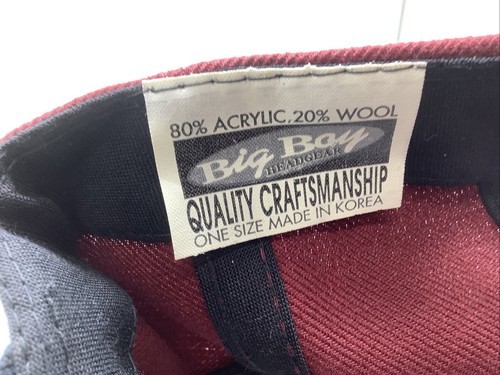 80% ACRYLIC, 20% WOOL
Big Boy
HEADGEAR
QUALITY CRAFTSMANSHIP
ONE SIZE MADE IN KOREA